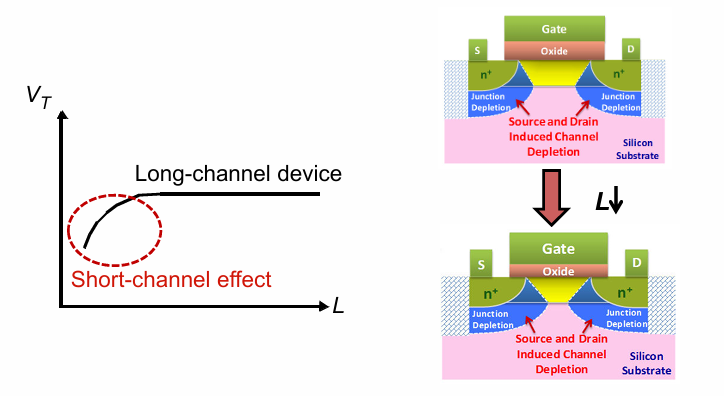 V_T
Long-channel device
Short-channel effect
L
Gate
S
Oxide
D
n+
n+
Junction
Depletion
Junction
Depletion
Source and Drain
Induced Channel
Depletion
Silicon
Substrate
L↓
Gate
S
Oxide
D
n+
n+
Junction
Depletion
Junction
Depletion
Source and Drain
Induced Channel
Depletion
Silicon
Substrate